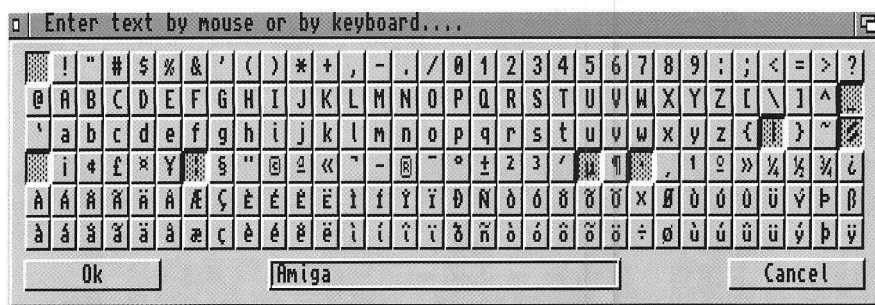 Enter text by mouse or by keyboard....
! " # $ % & ' ( ) * + , - . / 0 1 2 3 4 5 6 7 8 9 : ; < = > ?
@ A B C D E F G H I J K L M N O P Q R S T U V W X Y Z [ \ ] ^
` a b c d e f g h i j k l m n o p q r s t u v w x y z { } ~
¡ ¢ £ ¤ ¥ § ¨ © ª « ¬ - ® ¯ ° ± ² ³ ´ µ ¶ ¸ ¹ º » ¼ ½ ¾ ¿
À Á Â Ã Ä Å Æ Ç È É Ê Ë Ì Í Î Ï Ð Ñ Ò Ó Ô Õ Ö × Ø Ù Ú Û Ü Ý Þ ß
à á â ã ä å æ ç è é ê ë ì í î ï ð ñ ò ó ô õ ö ÷ ø ù ú û ü ý þ ÿ
Ok Amiga Cancel